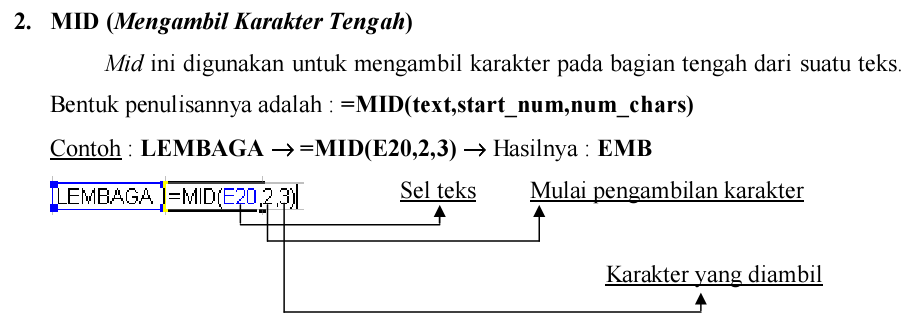 2. MID (Mengambil Karakter Tengah)
Mid ini digunakan untuk mengambil karakter pada bagian tengah dari suatu teks.
Bentuk penulisannya adalah : =MID(text,start_num,num_chars)
Contoh : LEMBAGA → =MID(E20,2,3) → Hasilnya : EMB
LEMBAGA =MID(E20,2,3) Sel teks Mulai pengambilan karakter
Karakter yang diambil